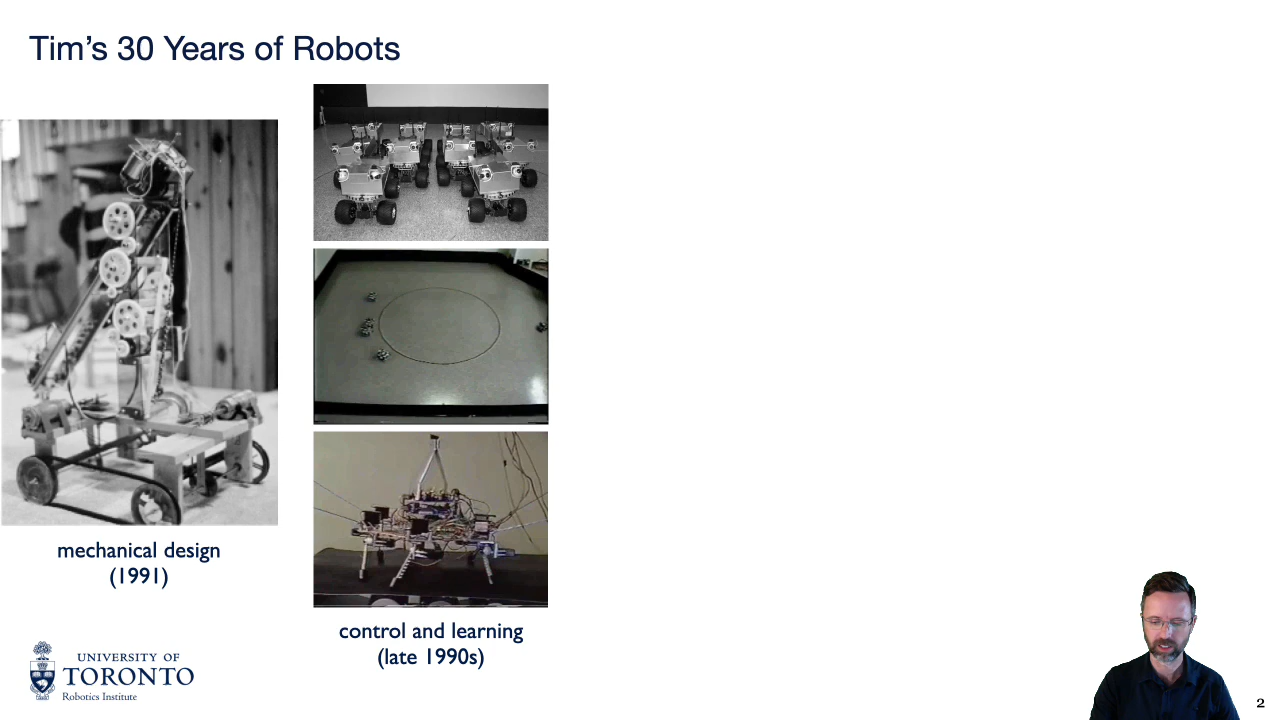 Tim’s 30 Years of Robots
mechanical design
(1991)
control and learning
(late 1990s)
UNIVERSITY OF
TORONTO
Robotics Institute
2